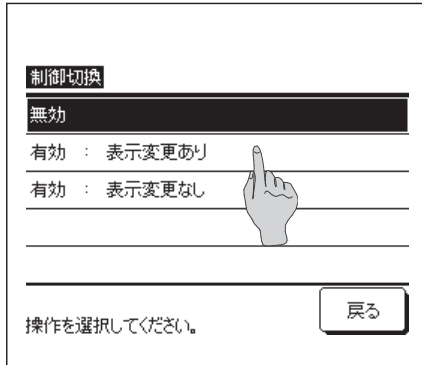 制御切換
無効
有効 : 表示変更あり
有効 : 表示変更なし
操作を選択してください。
戻る